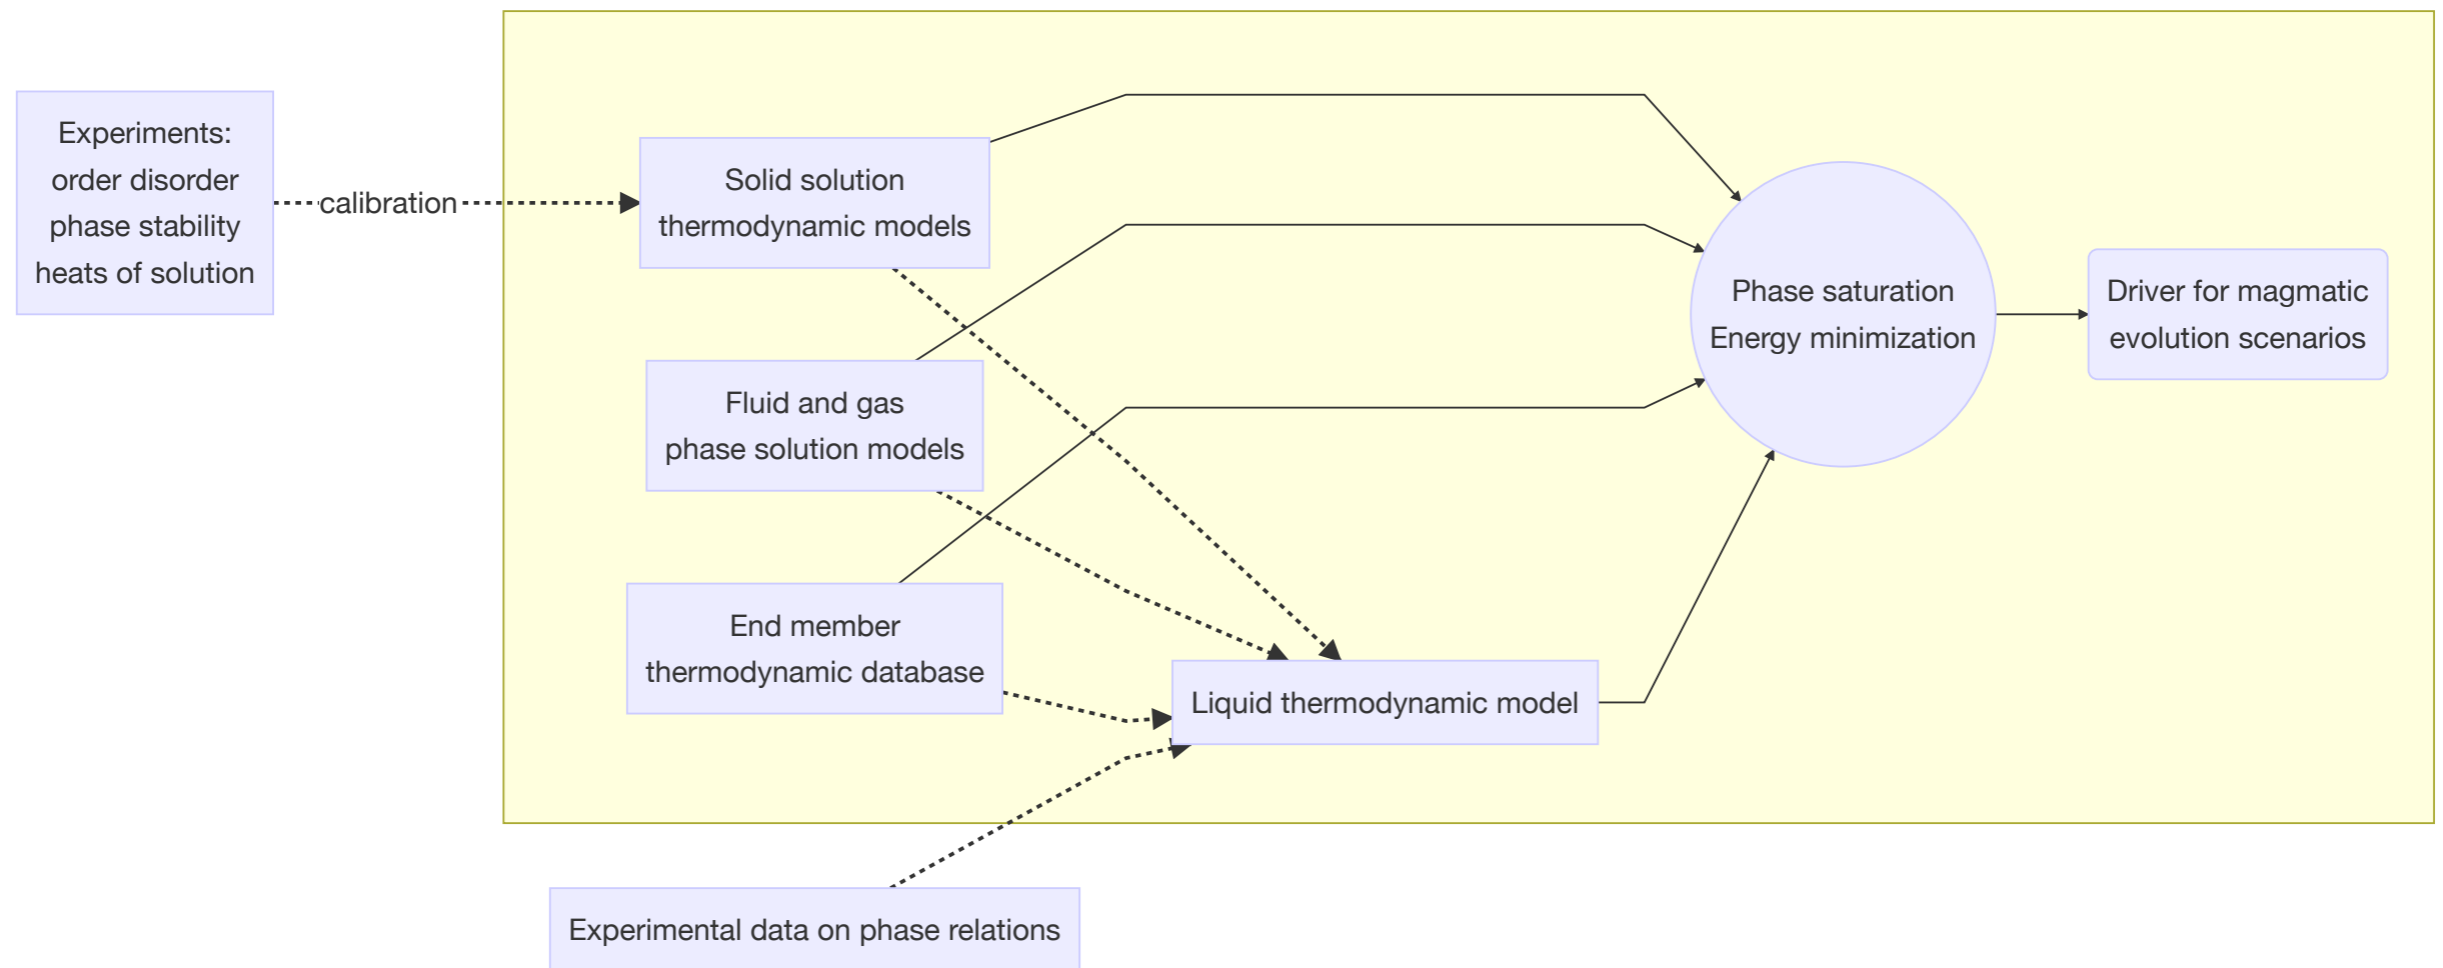 Experiments:
order disorder
phase stability
heats of solution
calibration
Solid solution
thermodynamic models
Fluid and gas
phase solution models
End member
thermodynamic database
Liquid thermodynamic model
Phase saturation
Energy minimization
Driver for magmatic
evolution scenarios
Experimental data on phase relations